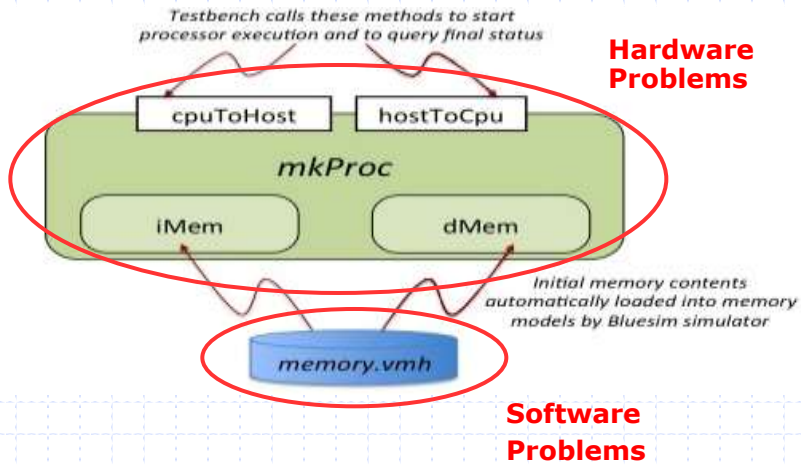 Testbench calls these methods to start
processor execution and to query final status
Hardware
Problems
cpuToHost
hostToCpu
mkProc
iMem
dMem
Initial memory contents
automatically loaded into memory
models by Bluesim simulator
memory.vmh
Software
Problems